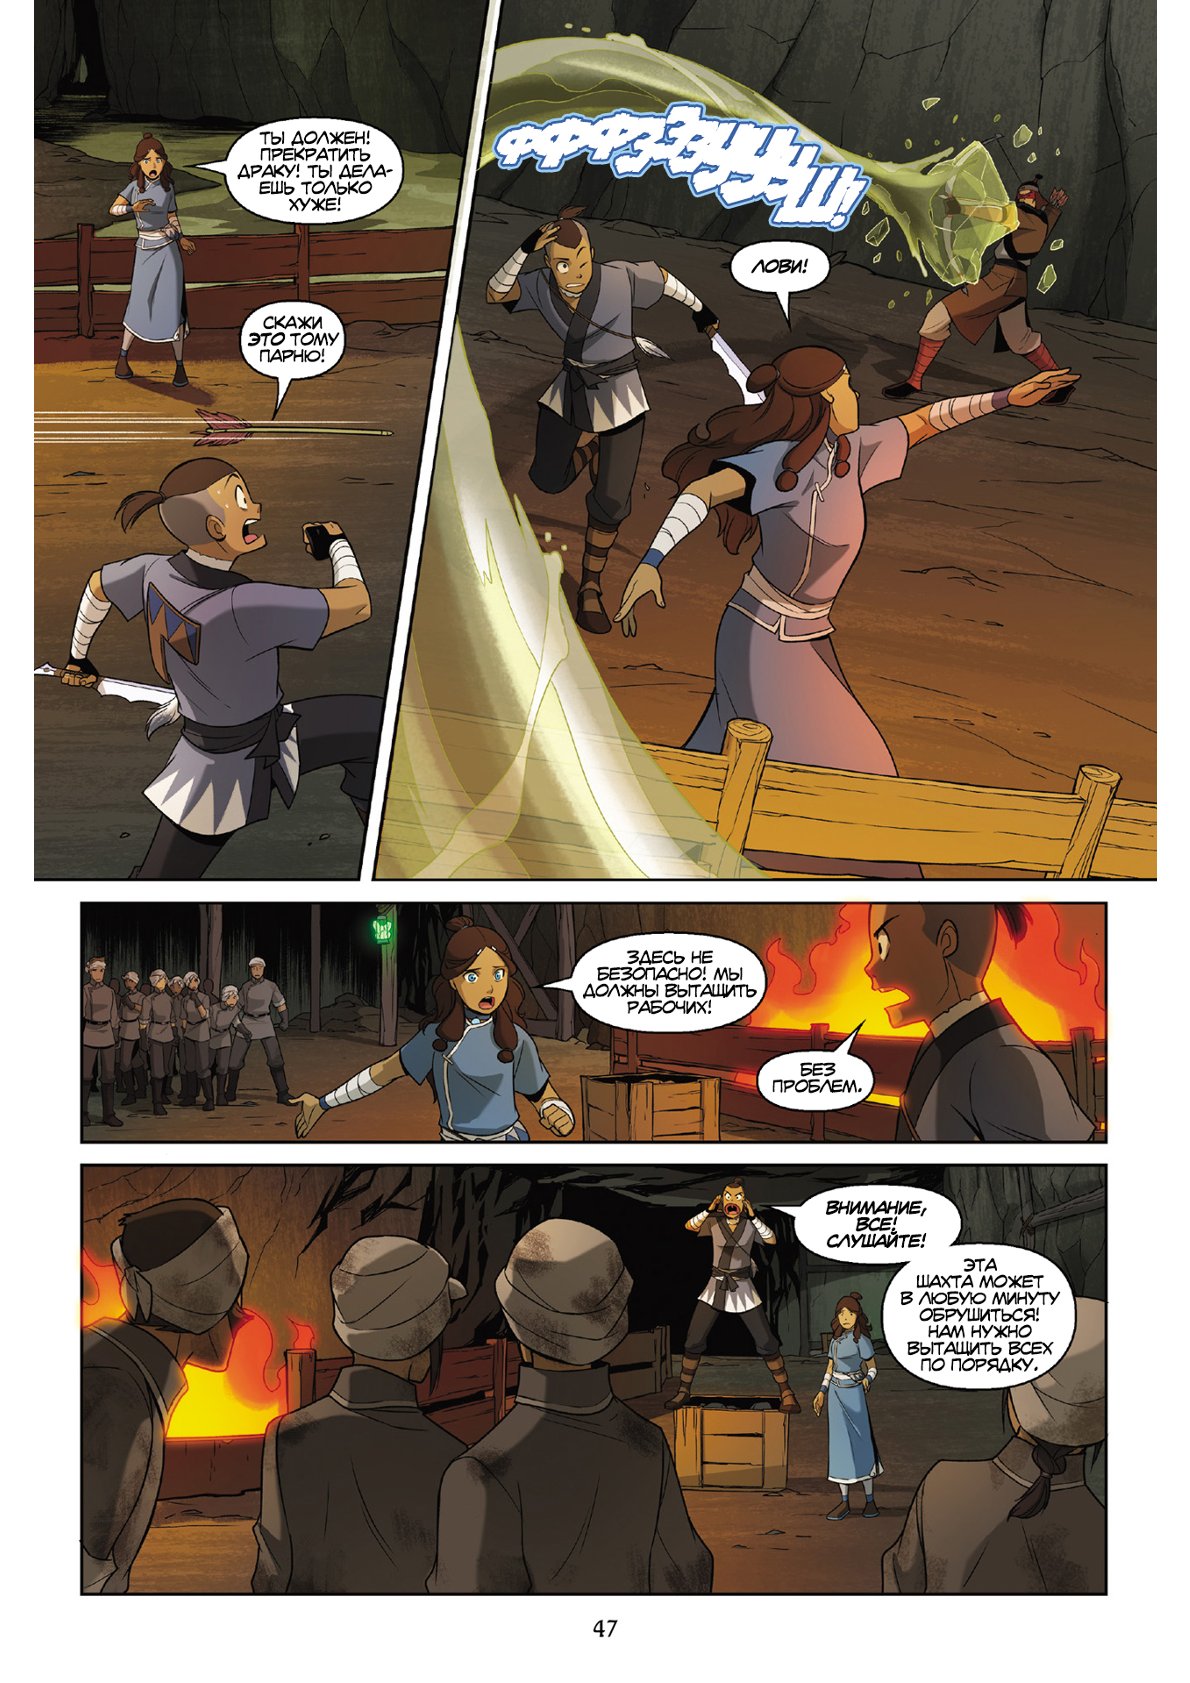 ТЫ ДОЛЖЕН!
ПРЕКРАТИТЬ
ДРАКУ! ТЫ ДЕЛА-
ЕШЬ ТОЛЬКО
ХУЖЕ!
СКАЖИ
ЭТО ТОМУ
ПАРНЮ!
ФФФЗЗЗУУУУШ!!
ЛОВИ!
ЗДЕСЬ НЕ
БЕЗОПАСНО! МЫ
ДОЛЖНЫ ВЫТАЩИТЬ
РАБОЧИХ!
БЕЗ
ПРОБЛЕМ.
ВНИМАНИЕ,
ВСЕ!
СЛУШАЙТЕ!
ЭТА
ШАХТА МОЖЕТ
В ЛЮБУЮ МИНУТУ
ОБРУШИТЬСЯ!
НАМ НУЖНО
ВЫТАЩИТЬ ВСЕХ
ПО ПОРЯДКУ.
47